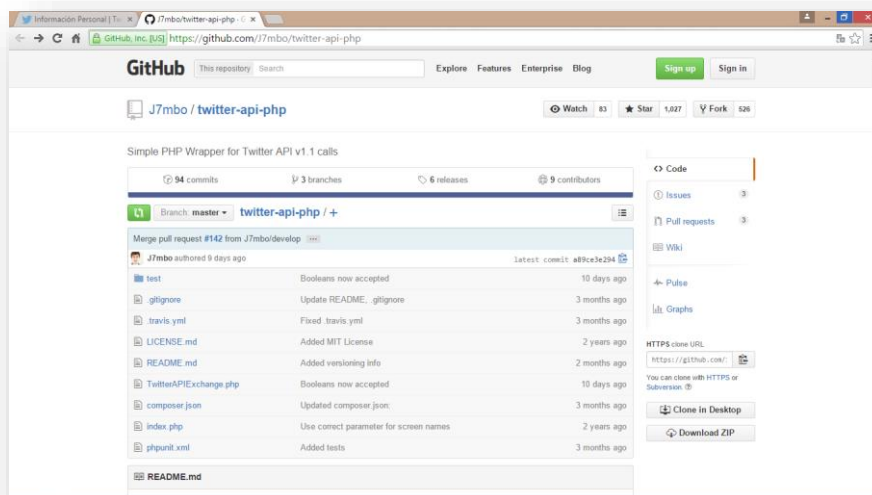 Información Personal | Tw
J7mbo/twitter-api-php · G
GitHub, Inc. [US] https://github.com/J7mbo/twitter-api-php
GitHub This repository Search Explore Features Enterprise Blog Sign up Sign in
J7mbo / twitter-api-php Watch 83 Star 1,027 Fork 526
Simple PHP Wrapper for Twitter API v1.1 calls
94 commits 3 branches 6 releases 9 contributors
Branch: master twitter-api-php / +
Merge pull request #142 from J7mbo/develop ...
J7mbo authored 9 days ago latest commit a89ce3e294
test Booleans now accepted 10 days ago
.gitignore Update README, .gitignore 3 months ago
.travis.yml Fixed .travis.yml 3 months ago
LICENSE.md Added MIT License 2 years ago
README.md Added versioning info 2 months ago
TwitterAPIExchange.php Booleans now accepted 10 days ago
composer.json Updated composer.json 3 months ago
index.php Use correct parameter for screen names 2 years ago
phpunit.xml Added tests 3 months ago
README.md
Code
Issues 3
Pull requests 3
Wiki
Pulse
Graphs
HTTPS clone URL
https://github.com/
You can clone with HTTPS or
Subversion.
Clone in Desktop
Download ZIP